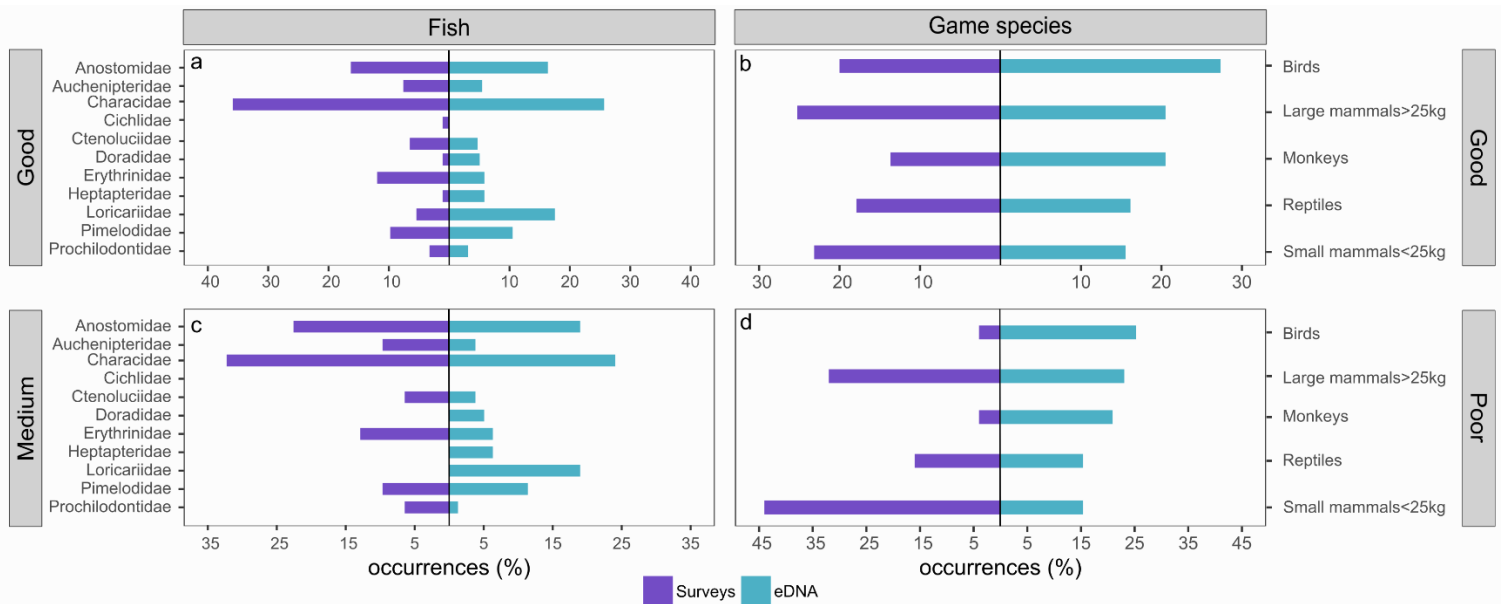 Fish
Game species
Good
a
Anostomidae
Auchenipteridae
Characidae
Cichlidae
Ctenoluciidae
Doradidae
Erythrinidae
Heptapteridae
Loricariidae
Pimelodidae
Prochilodontidae
40 30 20 10 10 20 30 40
b
Birds
Large mammals>25kg
Monkeys
Reptiles
Small mammals<25kg
30 20 10 10 20 30
Good
Medium
c
Anostomidae
Auchenipteridae
Characidae
Cichlidae
Ctenoluciidae
Doradidae
Erythrinidae
Heptapteridae
Loricariidae
Pimelodidae
Prochilodontidae
35 25 15 5 5 15 25 35
occurrences (%)
d
Birds
Large mammals>25kg
Monkeys
Reptiles
Small mammals<25kg
45 35 25 15 5 5 15 25 35 45
occurrences (%)
Poor
Surveys eDNA